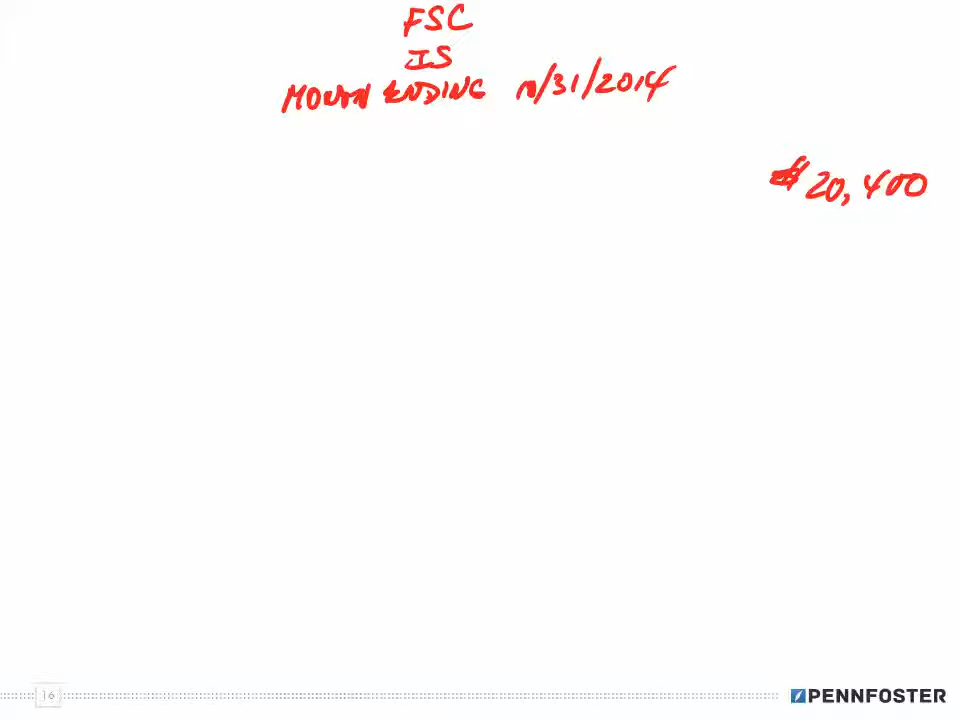 FSC
IS
MONTH ENDING 10/31/2014
$ 20,400
16
PENNFOSTER